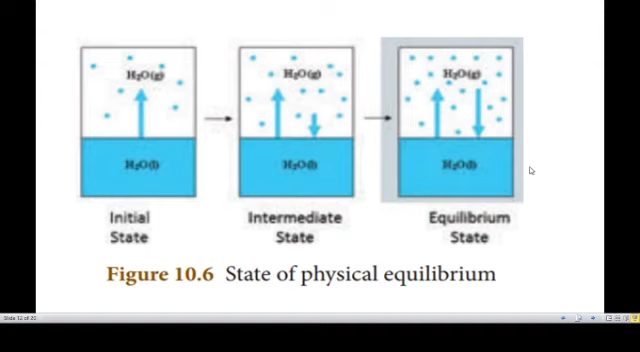 H₂O(g) H₂O(g) H₂O(g)
H₂O(l) H₂O(l) H₂O(l)
Initial State
Intermediate State
Equilibrium State
Figure 10.6 State of physical equilibrium
Slide 12 of 20